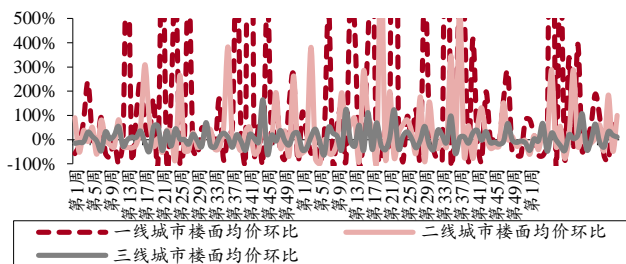 500%
400%
300%
200%
100%
0%
-100%
第1周
第5周
第9周
第13周
第17周
第21周
第25周
第29周
第33周
第37周
第41周
第45周
第49周
第1周
第5周
第9周
第13周
第17周
第21周
第25周
第29周
第33周
第37周
第41周
第45周
第49周
第1周
一线城市楼面均价环比
二线城市楼面均价环比
三线城市楼面均价环比